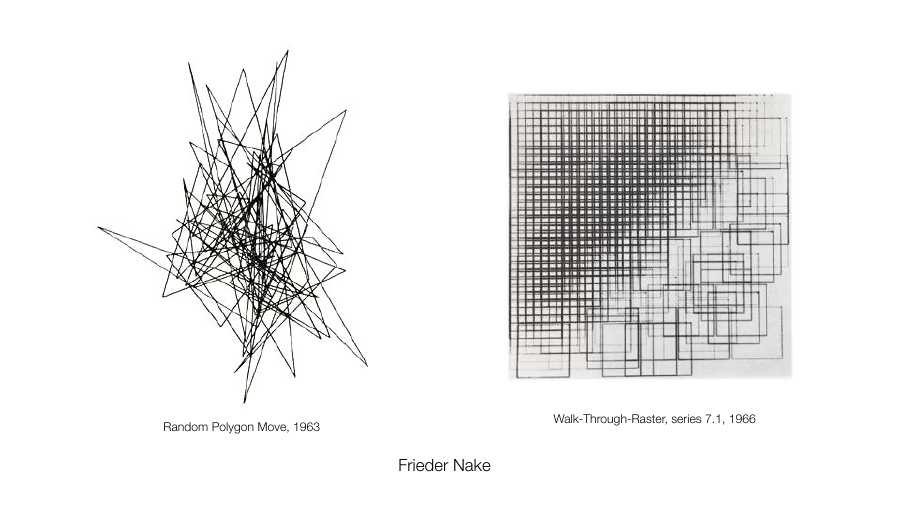 Random Polygon Move, 1963
Walk-Through-Raster, series 7.1, 1966
Frieder Nake